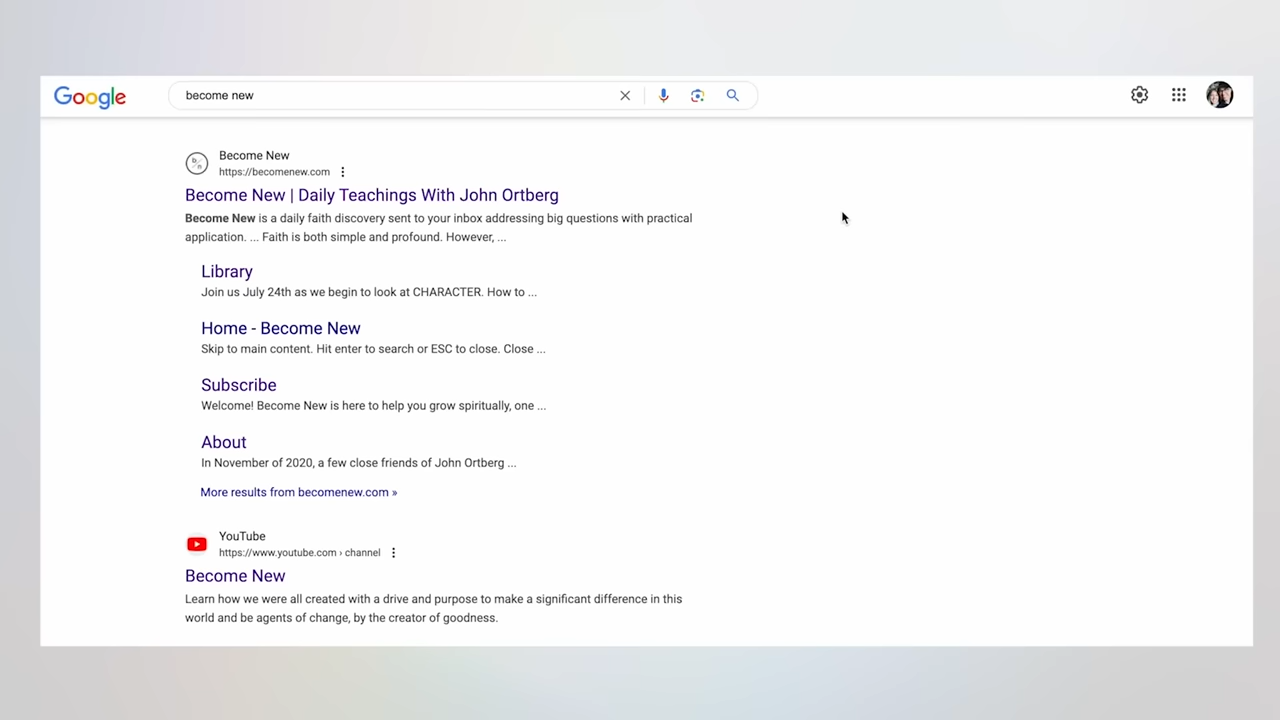 Google
become new
Become New
https://becomenew.com
Become New | Daily Teachings With John Ortberg
Become New is a daily faith discovery sent to your inbox addressing big questions with practical
application. ... Faith is both simple and profound. However, ...
Library
Join us July 24th as we begin to look at CHARACTER. How to ...
Home - Become New
Skip to main content. Hit enter to search or ESC to close. Close ...
Subscribe
Welcome! Become New is here to help you grow spiritually, one ...
About
In November of 2020, a few close friends of John Ortberg ...
More results from becomenew.com »
YouTube
https://www.youtube.com › channel
Become New
Learn how we were all created with a drive and purpose to make a significant difference in this
world and be agents of change, by the creator of goodness.